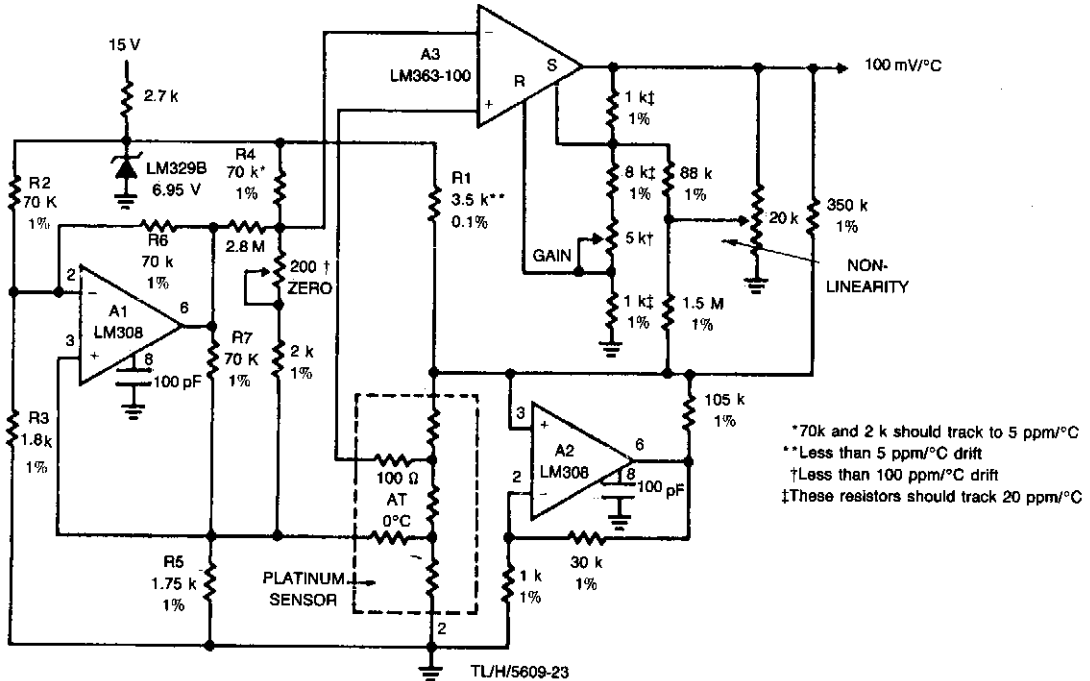 15 V
2.7 k
LM329B
6.95 V
R2
70 K
1%
R4
70 k*
1%
R6
70 k
1%
2.8 M
200 †
ZERO
2
3
6
8
A1
LM308
100 pF
R7
70 K
1%
2 k
1%
R3
1.8k
1%
R5
1.75 k
1%
A3
LM363-100
−
+
R
S
100 mV/°C
1 k‡
1%
8 k‡
1%
5 k†
GAIN
1 k‡
1%
88 k
1%
20 k
350 k
1%
NON-
LINEARITY
1.5 M
1%
R1
3.5 k**
0.1%
100 Ω
AT
0°C
PLATINUM
SENSOR
2
3
2
6
8
A2
LM308
100 pF
105 k
1%
30 k
1%
1 k
1%
*70k and 2 k should track to 5 ppm/°C
**Less than 5 ppm/°C drift
†Less than 100 ppm/°C drift
‡These resistors should track 20 ppm/°C
TL/H/5609-23